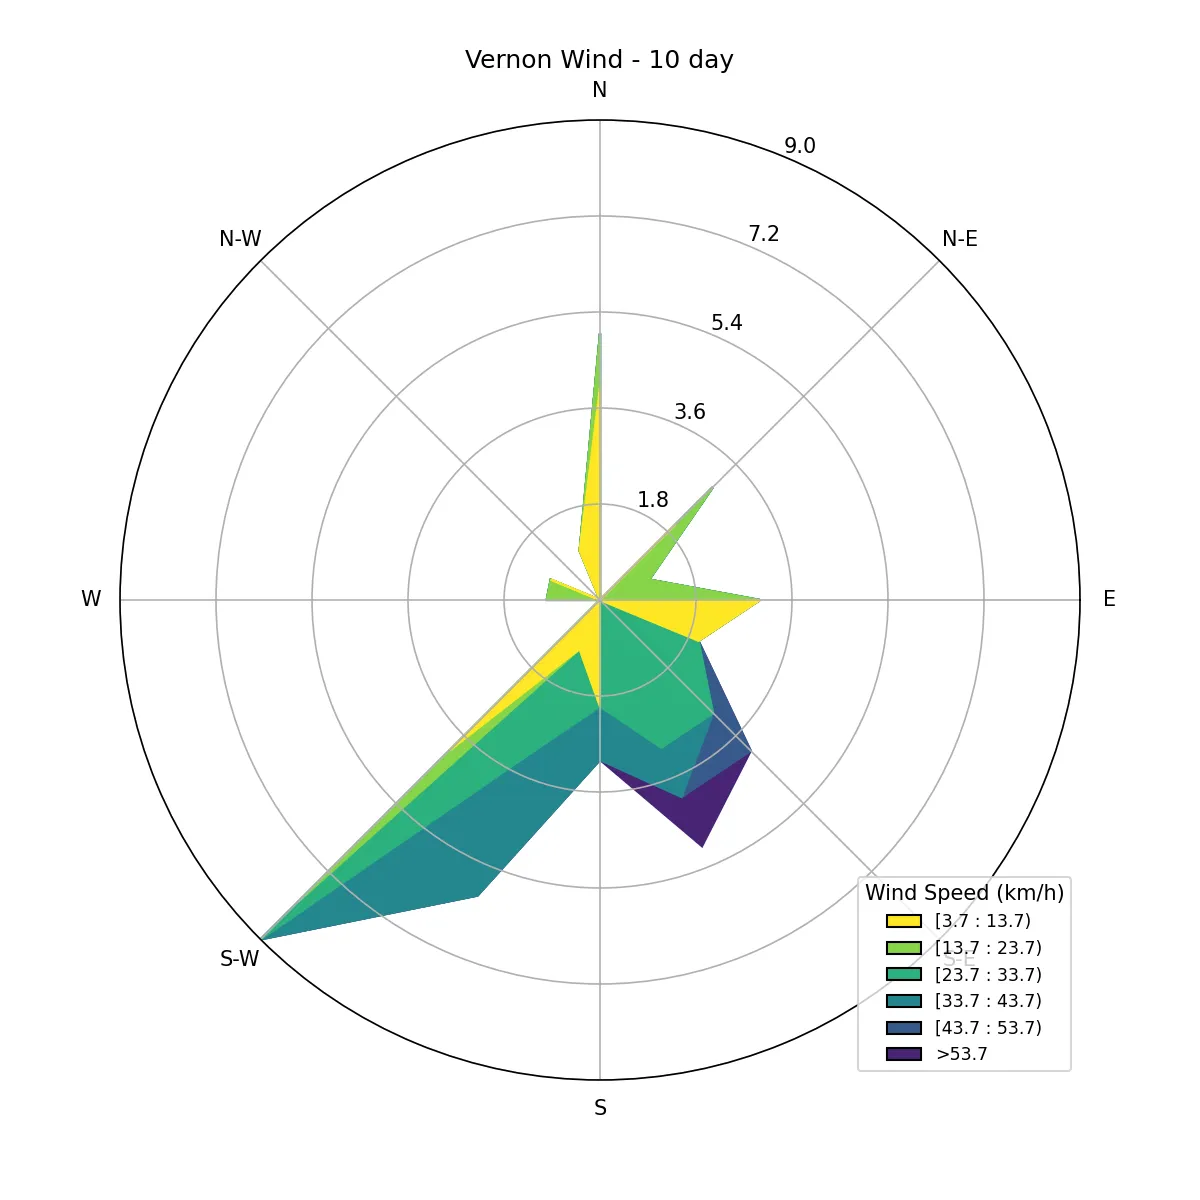 Vernon Wind - 10 day
N
9.0
7.2
N-W
N-E
5.4
3.6
1.8
W
E
S-W
S-E
Wind Speed (km/h)
[3.7 : 13.7)
[13.7 : 23.7)
[23.7 : 33.7)
[33.7 : 43.7)
[43.7 : 53.7)
>53.7
S